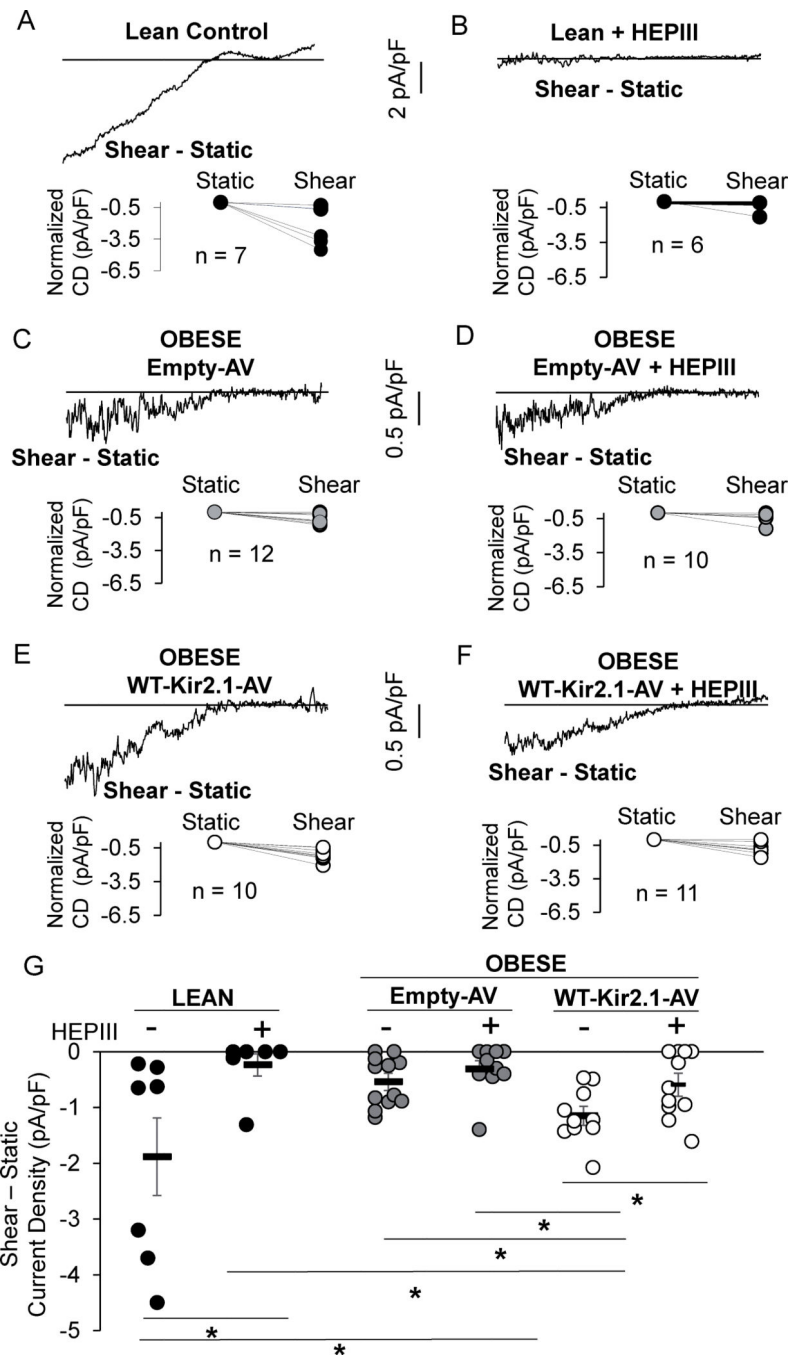 A
Lean Control
Shear - Static
2 pA/pF
B
Lean + HEPIII
Shear - Static
Normalized
CD (pA/pF)
-0.5
-3.5
-6.5
Static Shear
n = 7
Normalized
CD (pA/pF)
-0.5
-3.5
-6.5
Static Shear
n = 6
C
OBESE
Empty-AV
Shear - Static
0.5 pA/pF
D
OBESE
Empty-AV + HEPIII
Shear - Static
Normalized
CD (pA/pF)
-0.5
-3.5
-6.5
Static Shear
n = 12
Normalized
CD (pA/pF)
-0.5
-3.5
-6.5
Static Shear
n = 10
E
OBESE
WT-Kir2.1-AV
Shear - Static
0.5 pA/pF
F
OBESE
WT-Kir2.1-AV + HEPIII
Shear - Static
Normalized
CD (pA/pF)
-0.5
-3.5
-6.5
Static Shear
n = 10
Normalized
CD (pA/pF)
-0.5
-3.5
-6.5
Static Shear
n = 11
G
OBESE
LEAN Empty-AV WT-Kir2.1-AV
HEPIII - + - + - +
Shear – Static
Current Density (pA/pF)
0
-1
-2
-3
-4
-5
*
*
*
*
*
*